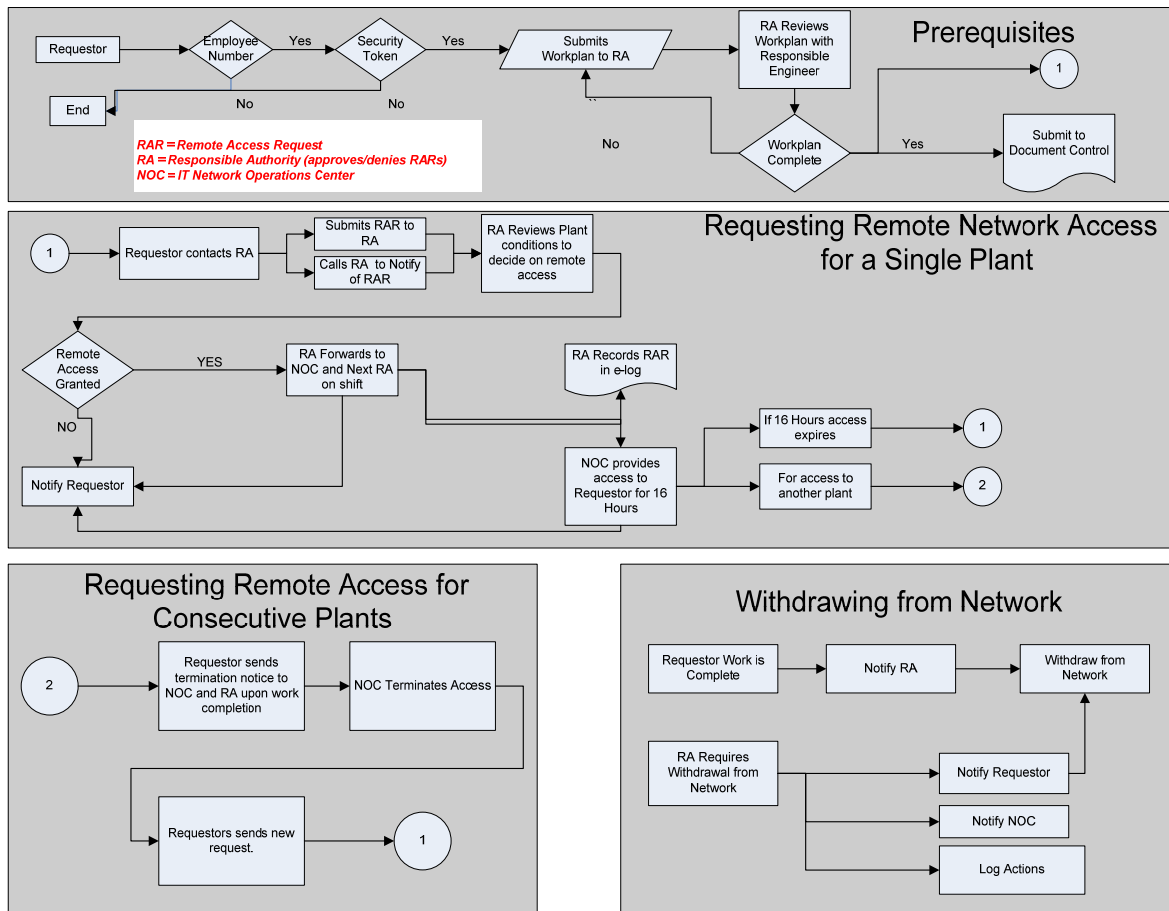 Prerequisites
Requestor
Employee
Number
Yes
Security
Token
Yes
Submits
Workplan to RA
RA Reviews
Workplan with
Responsible
Engineer
1
End
No
No
``
No
Workplan
Complete
Yes
Submit to
Document Control
RAR = Remote Access Request
RA = Responsible Authority (approves/denies RARs)
NOC = IT Network Operations Center
Requesting Remote Network Access
for a Single Plant
1
Requestor contacts RA
Submits RAR to
RA
Calls RA to Notify
of RAR
RA Reviews Plant
conditions to
decide on remote
access
Remote
Access
Granted
YES
RA Forwards to
NOC and Next RA
on shift
RA Records RAR
in e-log
NO
Notify Requestor
NOC provides
access to
Requestor for 16
Hours
If 16 Hours access
expires
1
For access to
another plant
2
Requesting Remote Access for
Consecutive Plants
2
Requestor sends
termination notice to
NOC and RA upon work
completion
NOC Terminates Access
Requestors sends new
request.
1
Withdrawing from Network
Requestor Work is
Complete
Notify RA
Withdraw from
Network
RA Requires
Withdrawal from
Network
Notify Requestor
Notify NOC
Log Actions